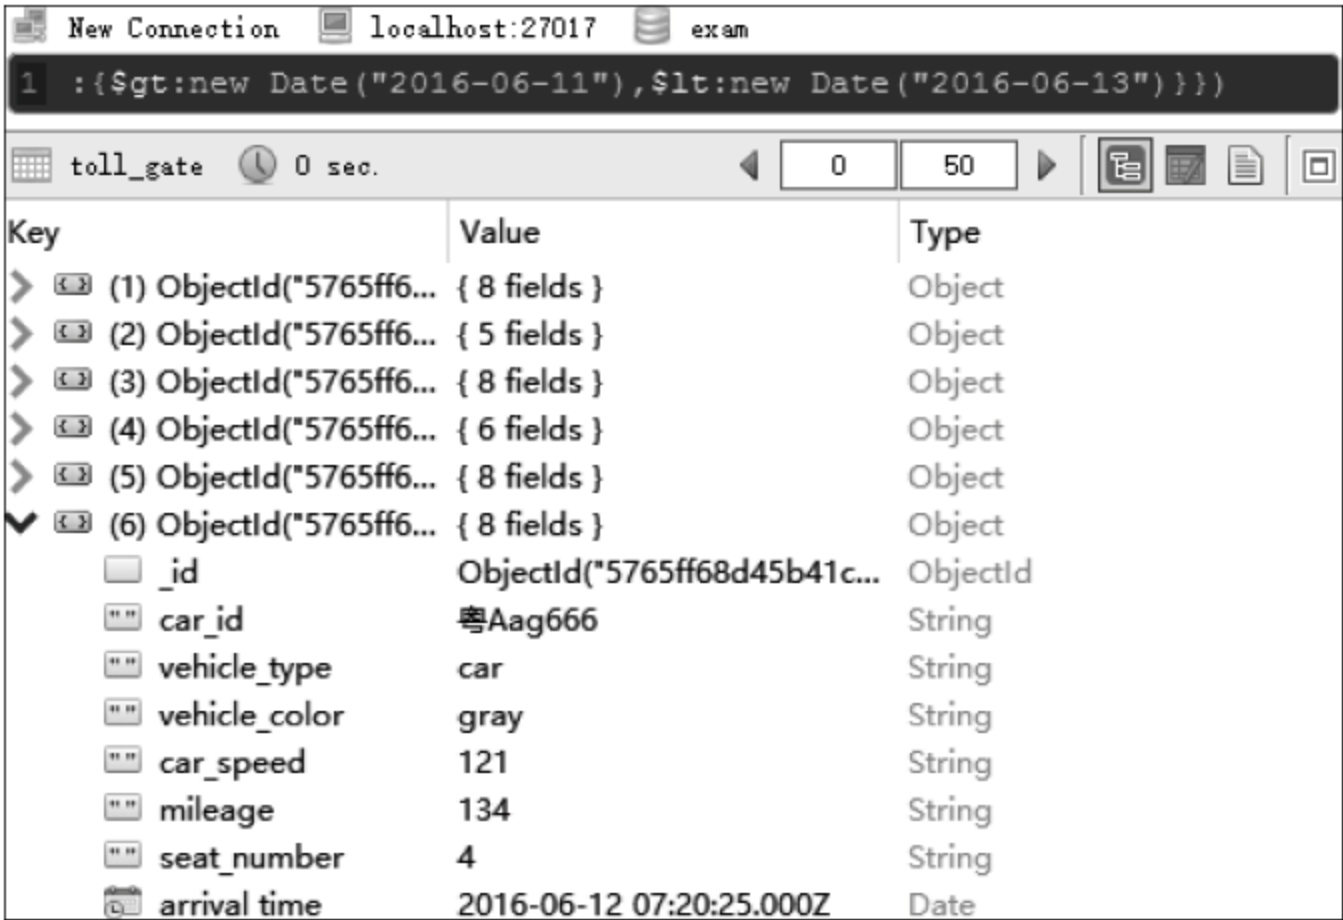 New Connection localhost:27017 exam
1 :{$gt:new Date("2016-06-11"),$lt:new Date("2016-06-13")}})
toll_gate 0 sec. 0 50
Key Value Type
(1) ObjectId("5765ff6... { 8 fields } Object
(2) ObjectId("5765ff6... { 5 fields } Object
(3) ObjectId("5765ff6... { 8 fields } Object
(4) ObjectId("5765ff6... { 6 fields } Object
(5) ObjectId("5765ff6... { 8 fields } Object
(6) ObjectId("5765ff6... { 8 fields } Object
_id ObjectId("5765ff68d45b41c... ObjectId
car_id 粤Aag666 String
vehicle_type car String
vehicle_color gray String
car_speed 121 String
mileage 134 String
seat_number 4 String
arrival time 2016-06-12 07:20:25.000Z Date